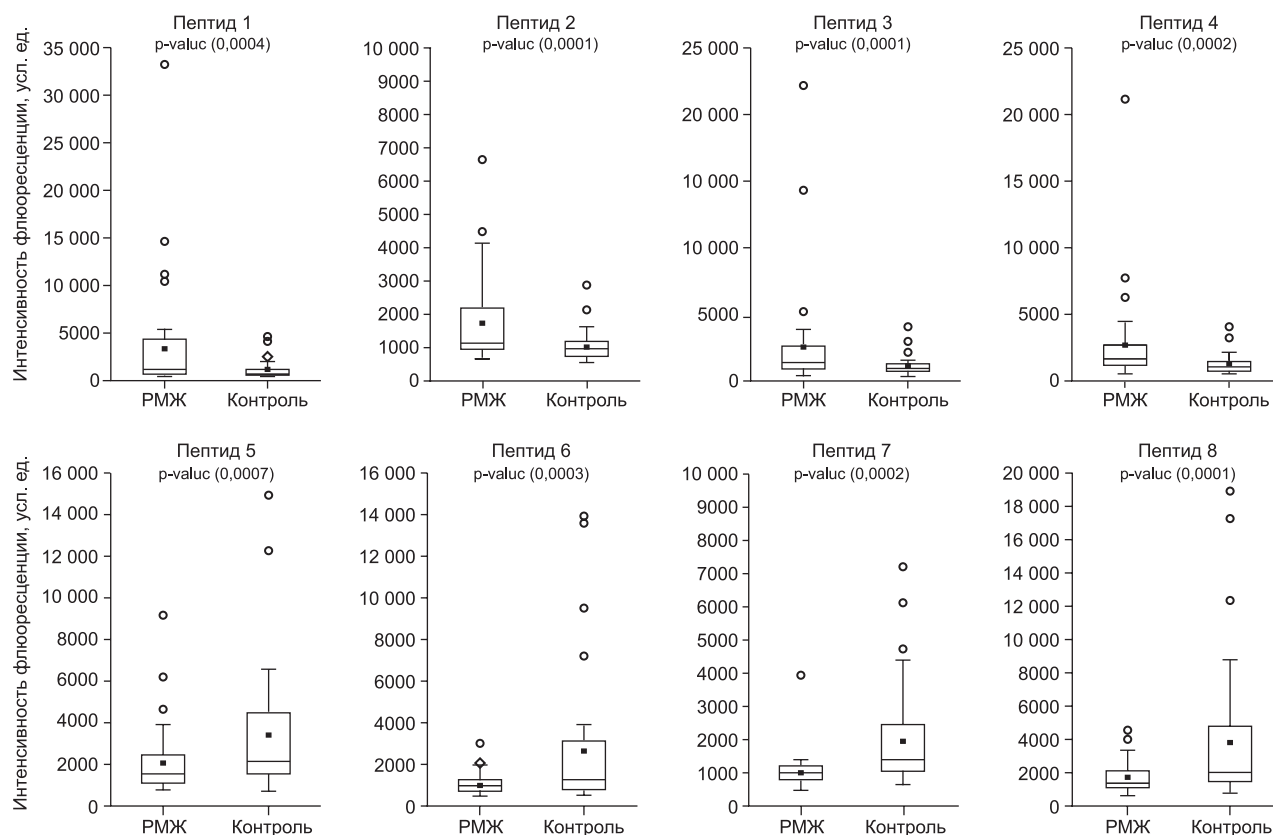 Пептид 1
p-valuc (0,0004)
Пептид 2
p-valuc (0,0001)
Пептид 3
p-valuc (0,0001)
Пептид 4
p-valuc (0,0002)
Интенсивность флюоресценции, усл. ед.
35 000
30 000
25 000
20 000
15 000
10 000
5000
0
РМЖ
Контроль
10 000
9000
8000
7000
6000
5000
4000
3000
2000
1000
0
РМЖ
Контроль
25 000
20 000
10 000
10 000
5000
0
РМЖ
Контроль
25 000
20 000
25 000
20 000
5000
0
РМЖ
Контроль
Пептид 5
p-valuc (0,0007)
Пептид 6
p-valuc (0,0003)
Пептид 7
p-valuc (0,0002)
Пептид 8
p-valuc (0,0001)
Интенсивность флюоресценции, усл. ед.
16 000
14 000
12 000
10 000
8000
6000
4000
2000
0
РМЖ
Контроль
16 000
14 000
12 000
10 000
8000
6000
4000
2000
0
РМЖ
Контроль
10 000
9000
8000
7000
6000
5000
4000
3000
2000
1000
0
РМЖ
Контроль
20 000
18 000
16 000
14 000
12 000
10 000
8000
6000
4000
2000
0
РМЖ
Контроль